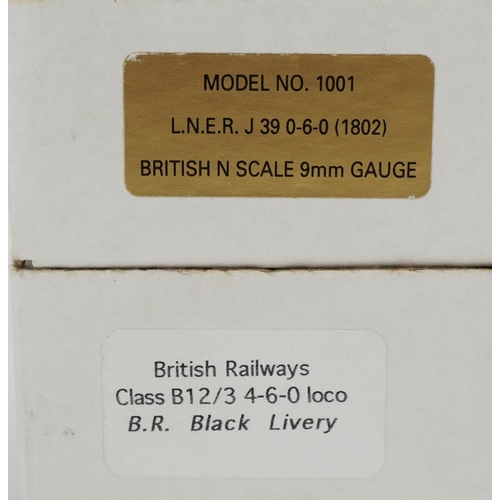 MODEL NO. 1001
L.N.E.R. J 39 0-6-0 (1802)
BRITISH N SCALE 9mm GAUGE
British Railways
Class B12/3 4-6-0 loco
B.R. Black Livery